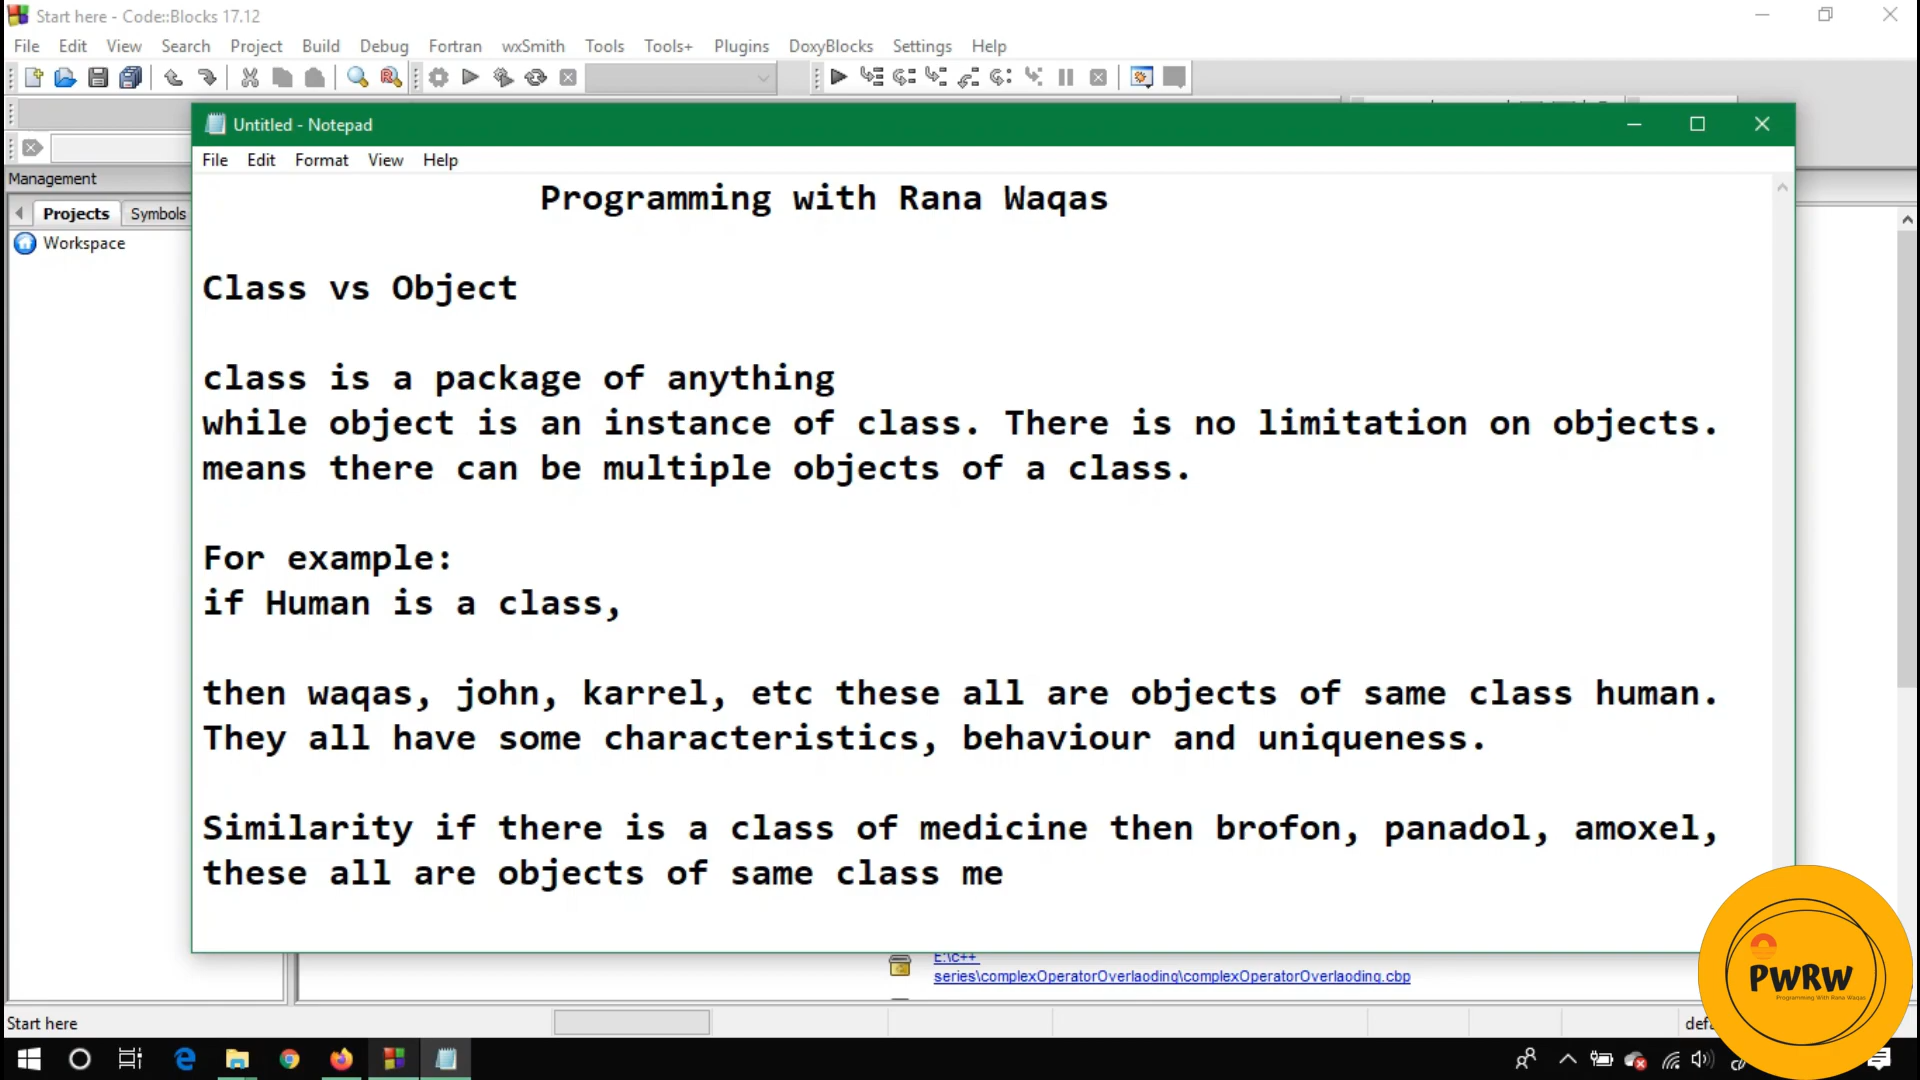 Start here - Code::Blocks 17.12
File Edit View Search Project Build Debug Fortran wxSmith Tools Tools+ Plugins DoxyBlocks Settings Help
Untitled - Notepad
File Edit Format View Help
Management
Projects Symbols
Workspace
Programming with Rana Waqas
Class vs Object
class is a package of anything
while object is an instance of class. There is no limitation on objects.
means there can be multiple objects of a class.
For example:
if Human is a class,
then waqas, john, karrel, etc these all are objects of same class human.
They all have some characteristics, behaviour and uniqueness.
Similarity if there is a class of medicine then brofon, panadol, amoxel,
these all are objects of same class me
E:\c++
series\complexOperatorOverlaoding\complexOperatorOverlaoding.cbp
PWRW
Programming With Rana Waqas
Start here